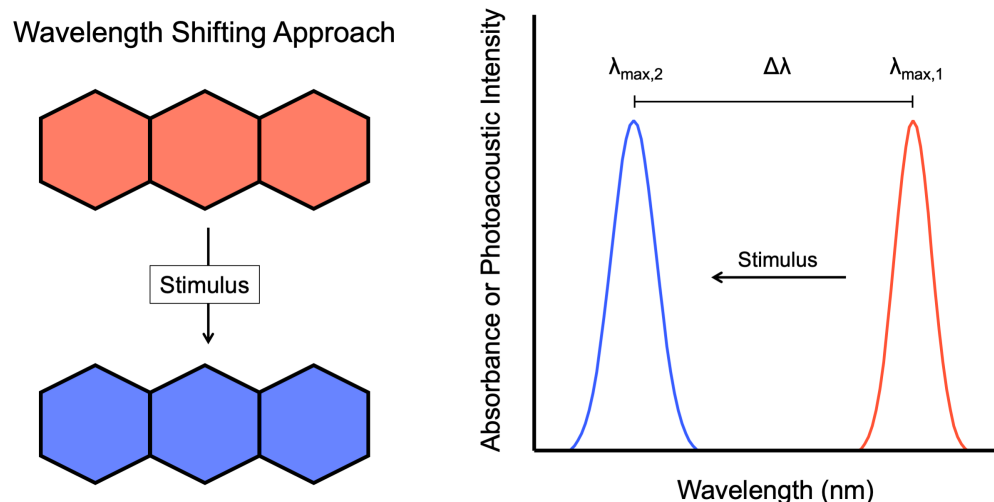 Wavelength Shifting Approach
Stimulus
Absorbance or Photoacoustic Intensity
λmax,2
Δλ
λmax,1
Stimulus
Wavelength (nm)